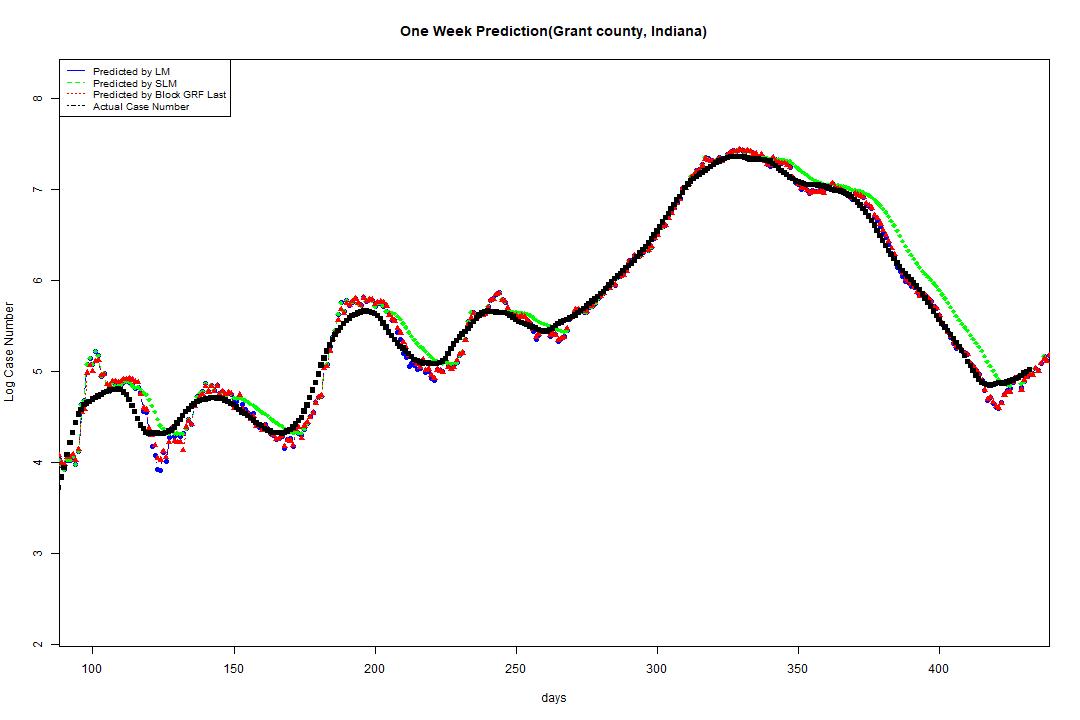 One Week Prediction(Grant county, Indiana)
Predicted by LM
Predicted by SLM
Predicted by Block GRF Last
Actual Case Number
8
7
6
5
4
3
2
Log Case Number
100 150 200 250 300 350 400
days